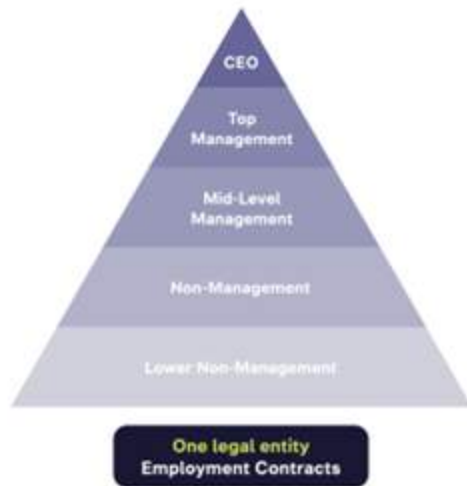 CEO
Top
Management
Mid-Level
Management
Non-Management
Lower Non-Management
One legal entity
Employment Contracts